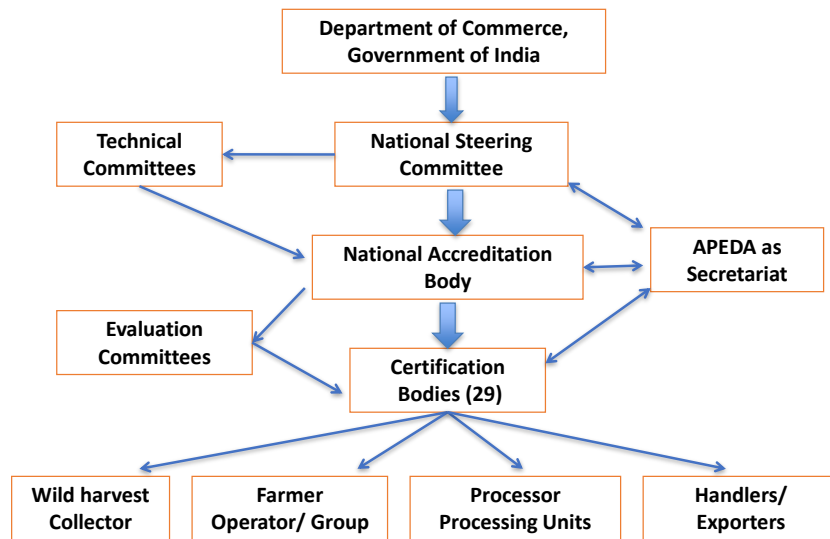 Department of Commerce,
Government of India
Technical
Committees
National Steering
Committee
National Accreditation
Body
APEDA as
Secretariat
Evaluation
Committees
Certification
Bodies (29)
Wild harvest
Collector
Farmer
Operator/ Group
Processor
Processing Units
Handlers/
Exporters